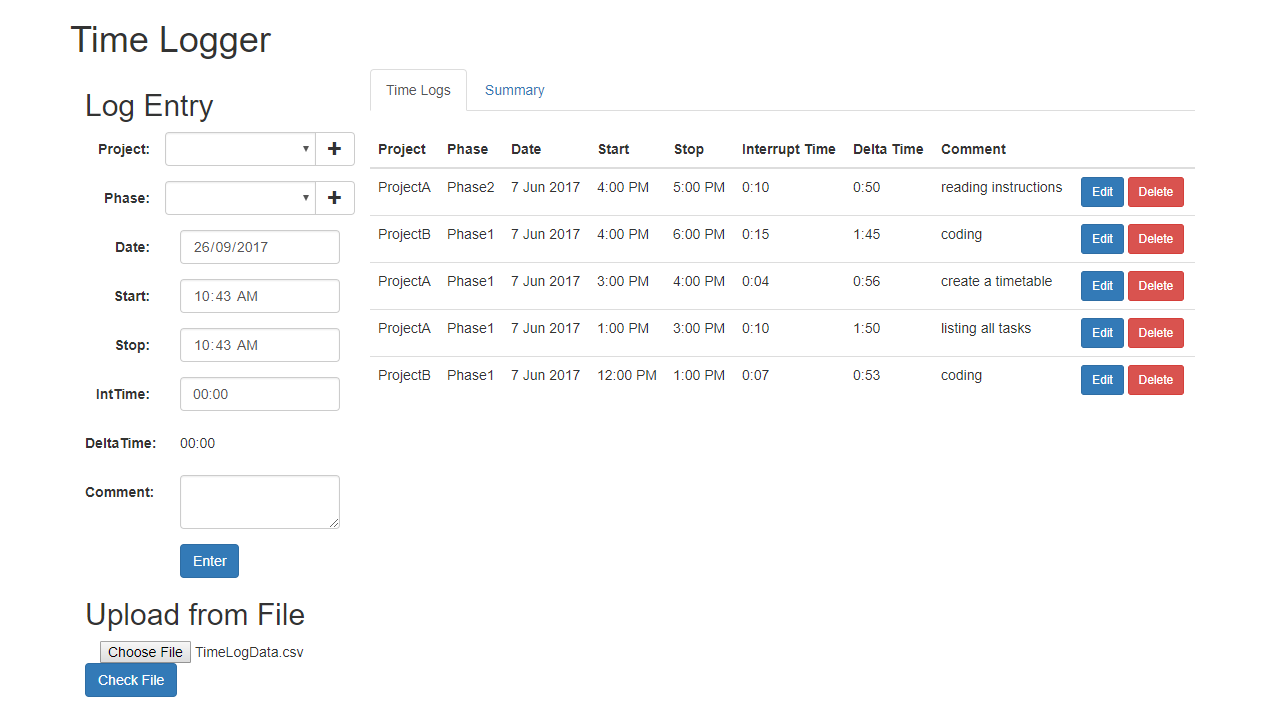 Time Logger
Log Entry
Project:
Phase:
Date: 26/09/2017
Start: 10:43 AM
Stop: 10:43 AM
IntTime: 00:00
DeltaTime: 00:00
Comment:
Enter
Upload from File
Choose File TimeLogData.csv
Check File
Time Logs Summary
Project Phase Date Start Stop Interrupt Time Delta Time Comment
ProjectA Phase2 7 Jun 2017 4:00 PM 5:00 PM 0:10 0:50 reading instructions Edit Delete
ProjectB Phase1 7 Jun 2017 4:00 PM 6:00 PM 0:15 1:45 coding Edit Delete
ProjectA Phase1 7 Jun 2017 3:00 PM 4:00 PM 0:04 0:56 create a timetable Edit Delete
ProjectA Phase1 7 Jun 2017 1:00 PM 3:00 PM 0:10 1:50 listing all tasks Edit Delete
ProjectB Phase1 7 Jun 2017 12:00 PM 1:00 PM 0:07 0:53 coding Edit Delete